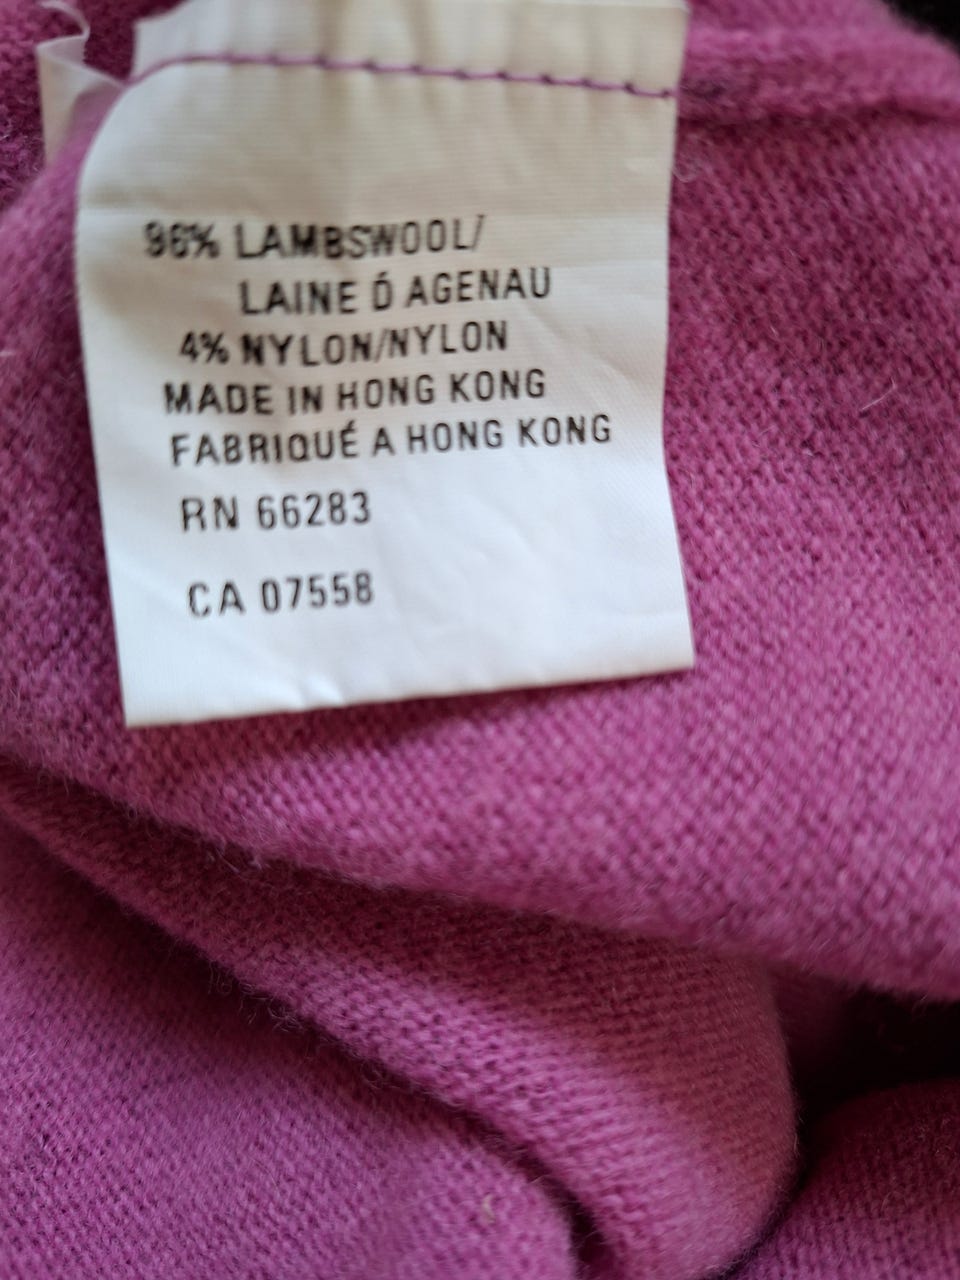 96% LAMBSWOOL/
LAINE Ó AGENAU
4% NYLON/NYLON
MADE IN HONG KONG
FABRIQUÉ A HONG KONG
RN 66283
CA 07558